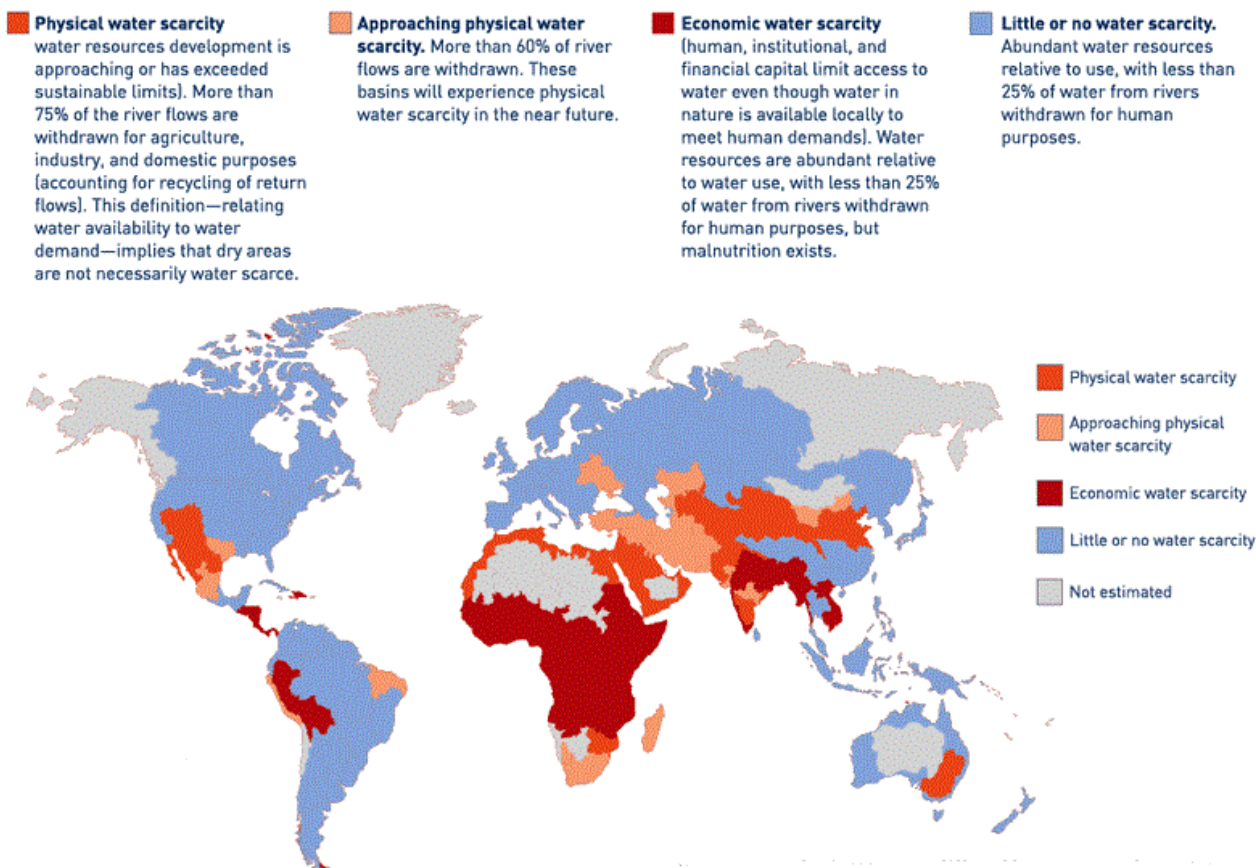 Physical water scarcity
water resources development is
approaching or has exceeded
sustainable limits). More than
75% of the river flows are
withdrawn for agriculture,
industry, and domestic purposes
(accounting for recycling of return
flows). This definition—relating
water availability to water
demand—implies that dry areas
are not necessarily water scarce.
Approaching physical water
scarcity. More than 60% of river
flows are withdrawn. These
basins will experience physical
water scarcity in the near future.
Economic water scarcity
(human, institutional, and
financial capital limit access to
water even though water in
nature is available locally to
meet human demands). Water
resources are abundant relative
to water use, with less than 25%
of water from rivers withdrawn
for human purposes, but
malnutrition exists.
Little or no water scarcity.
Abundant water resources
relative to use, with less than
25% of water from rivers
withdrawn for human
purposes.
Physical water scarcity
Approaching physical
water scarcity
Economic water scarcity
Little or no water scarcity
Not estimated